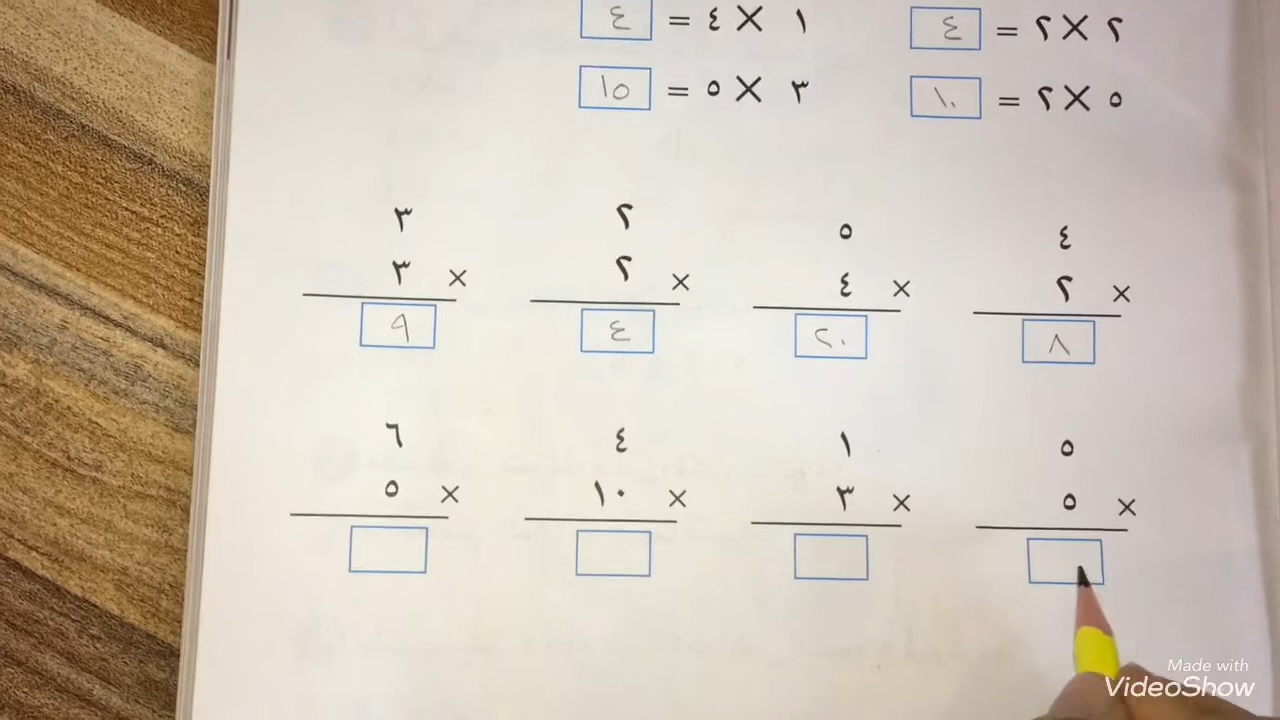 ٢ × ٢ = ٤
١ × ٤ = ٤
٥ × ٢ = ١٠
٣ × ٥ = ١٥
٤ ٥ ٢ ٣
× ٢ × ٤ × ٢ × ٣
٨ ٢٠ ٤ ٩
٥ ١ ٤ ٦
× ٥ × ٣ × ١٠ × ٥
Made with
VideoShow